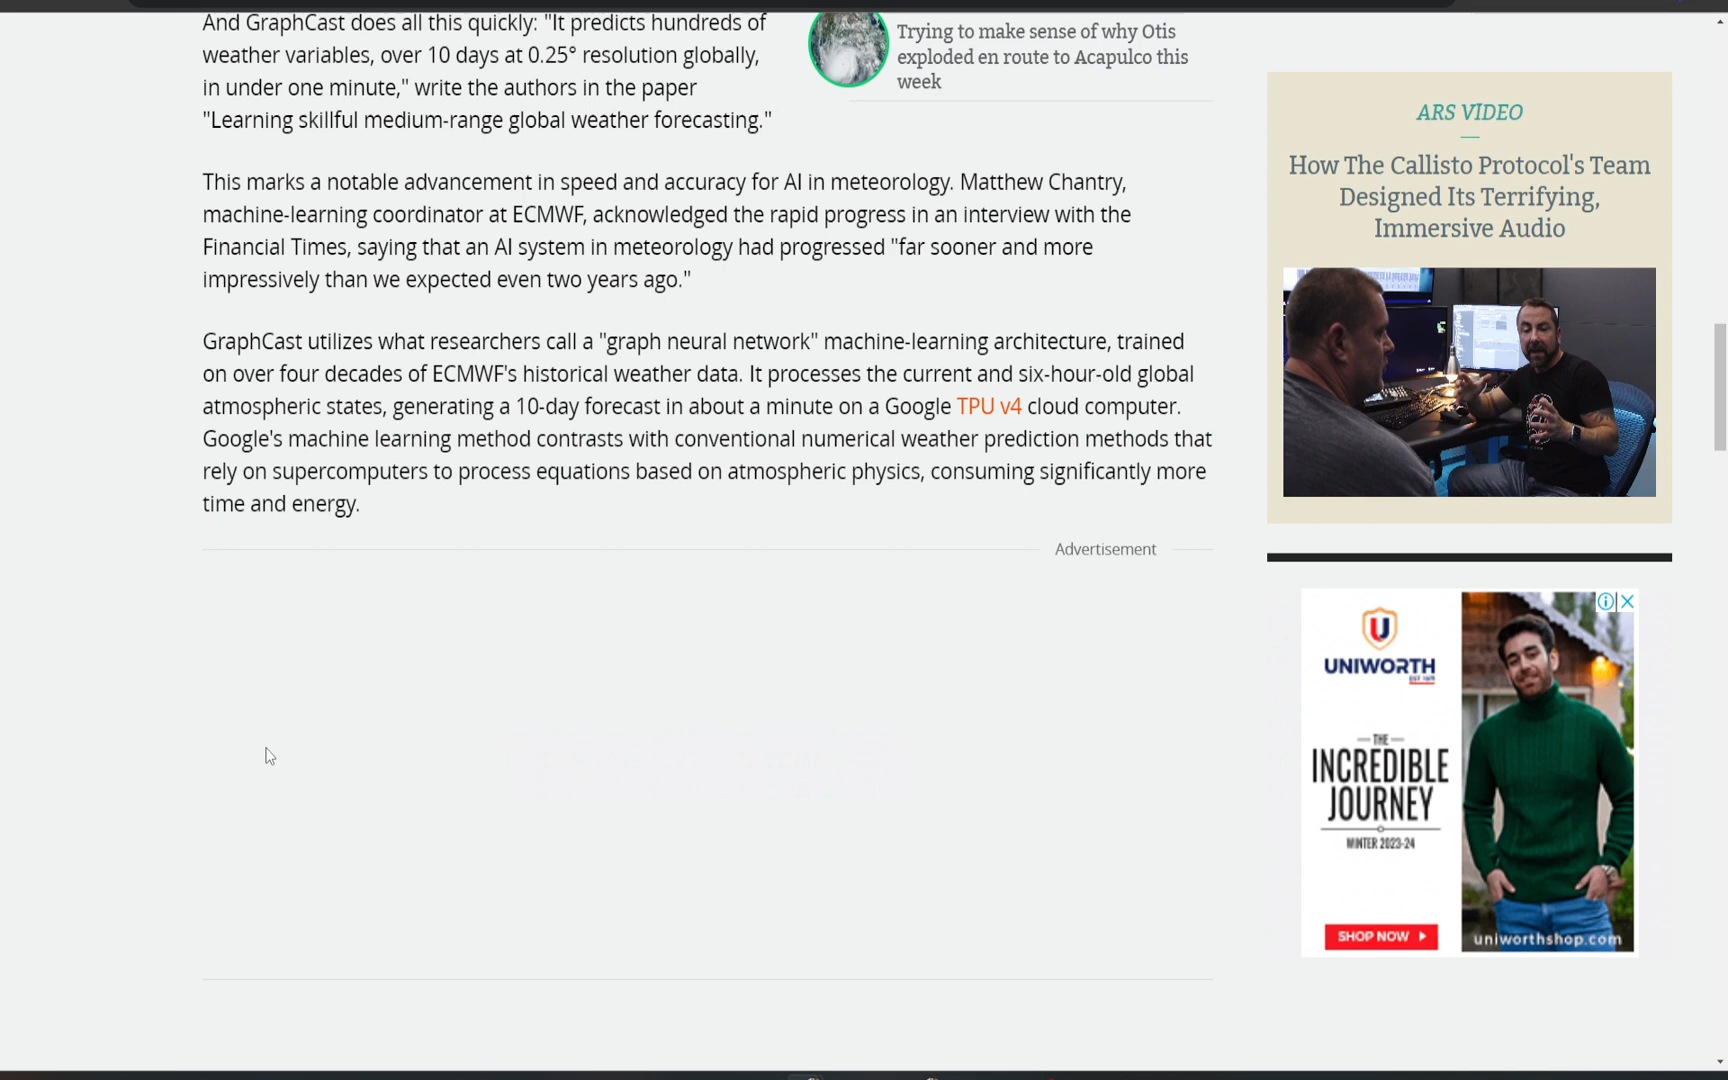 And GraphCast does all this quickly: "It predicts hundreds of
weather variables, over 10 days at 0.25° resolution globally,
in under one minute," write the authors in the paper
"Learning skillful medium-range global weather forecasting."
Trying to make sense of why Otis
exploded en route to Acapulco this
week
This marks a notable advancement in speed and accuracy for AI in meteorology. Matthew Chantry,
machine-learning coordinator at ECMWF, acknowledged the rapid progress in an interview with the
Financial Times, saying that an AI system in meteorology had progressed "far sooner and more
impressively than we expected even two years ago."
GraphCast utilizes what researchers call a "graph neural network" machine-learning architecture, trained
on over four decades of ECMWF's historical weather data. It processes the current and six-hour-old global
atmospheric states, generating a 10-day forecast in about a minute on a Google TPU v4 cloud computer.
Google's machine learning method contrasts with conventional numerical weather prediction methods that
rely on supercomputers to process equations based on atmospheric physics, consuming significantly more
time and energy.
Advertisement
ARS VIDEO
How The Callisto Protocol's Team
Designed Its Terrifying,
Immersive Audio
UNIWORTH
THE
INCREDIBLE
JOURNEY
WINTER 2023-24
SHOP NOW
uniworthshop.com